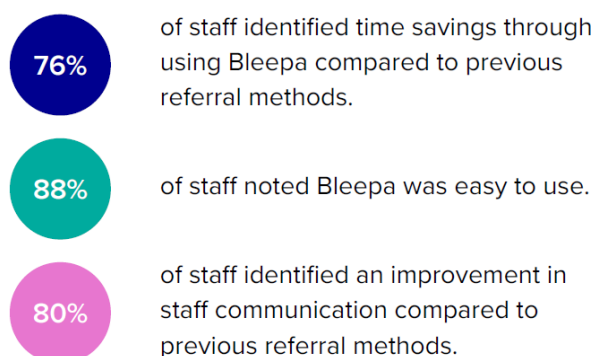 76%
of staff identified time savings through
using Bleepa compared to previous
referral methods.
88%
of staff noted Bleepa was easy to use.
80%
of staff identified an improvement in
staff communication compared to
previous referral methods.